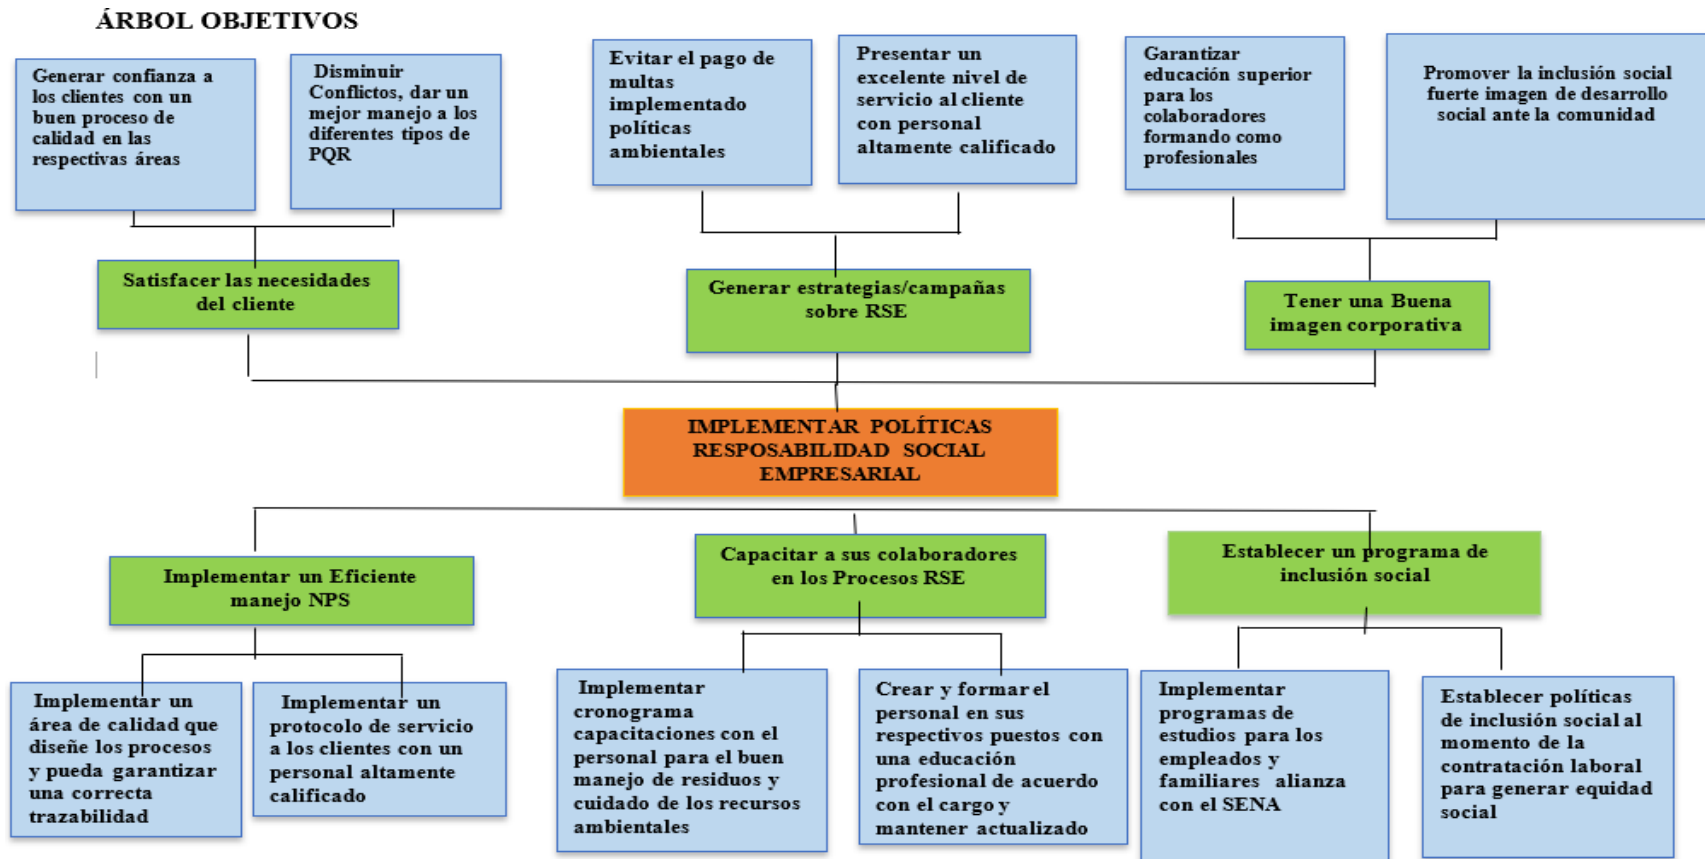 ÁRBOL OBJETIVOS
Generar confianza a
los clientes con un
buen proceso de
calidad en las
respectivas áreas
Disminuir
Conflictos, dar un
mejor manejo a los
diferentes tipos de
PQR
Evitar el pago de
multas
implementado
políticas
ambientales
Presentar un
excelente nivel de
servicio al cliente
con personal
altamente calificado
Garantizar
educación superior
para los
colaboradores
formando como
profesionales
Promover la inclusión social
fuerte imagen de desarrollo
social ante la comunidad
Satisfacer las necesidades
del cliente
Generar estrategias/campañas
sobre RSE
Tener una Buena
imagen corporativa
IMPLEMENTAR POLÍTICAS
RESPOSABILIDAD SOCIAL
EMPRESARIAL
Implementar un Eficiente
manejo NPS
Capacitar a sus colaboradores
en los Procesos RSE
Establecer un programa de
inclusión social
Implementar un
área de calidad que
diseñe los procesos
y pueda garantizar
una correcta
trazabilidad
Implementar un
protocolo de servicio
a los clientes con un
personal altamente
calificado
Implementar
cronograma
capacitaciones con el
personal para el buen
manejo de residuos y
cuidado de los recursos
ambientales
Crear y formar el
personal en sus
respectivos puestos con
una educación
profesional de acuerdo
con el cargo y
mantener actualizado
Implementar
programas de
estudios para los
empleados y
familiares alianza
con el SENA
Establecer políticas
de inclusión social al
momento de la
contratación laboral
para generar equidad
social